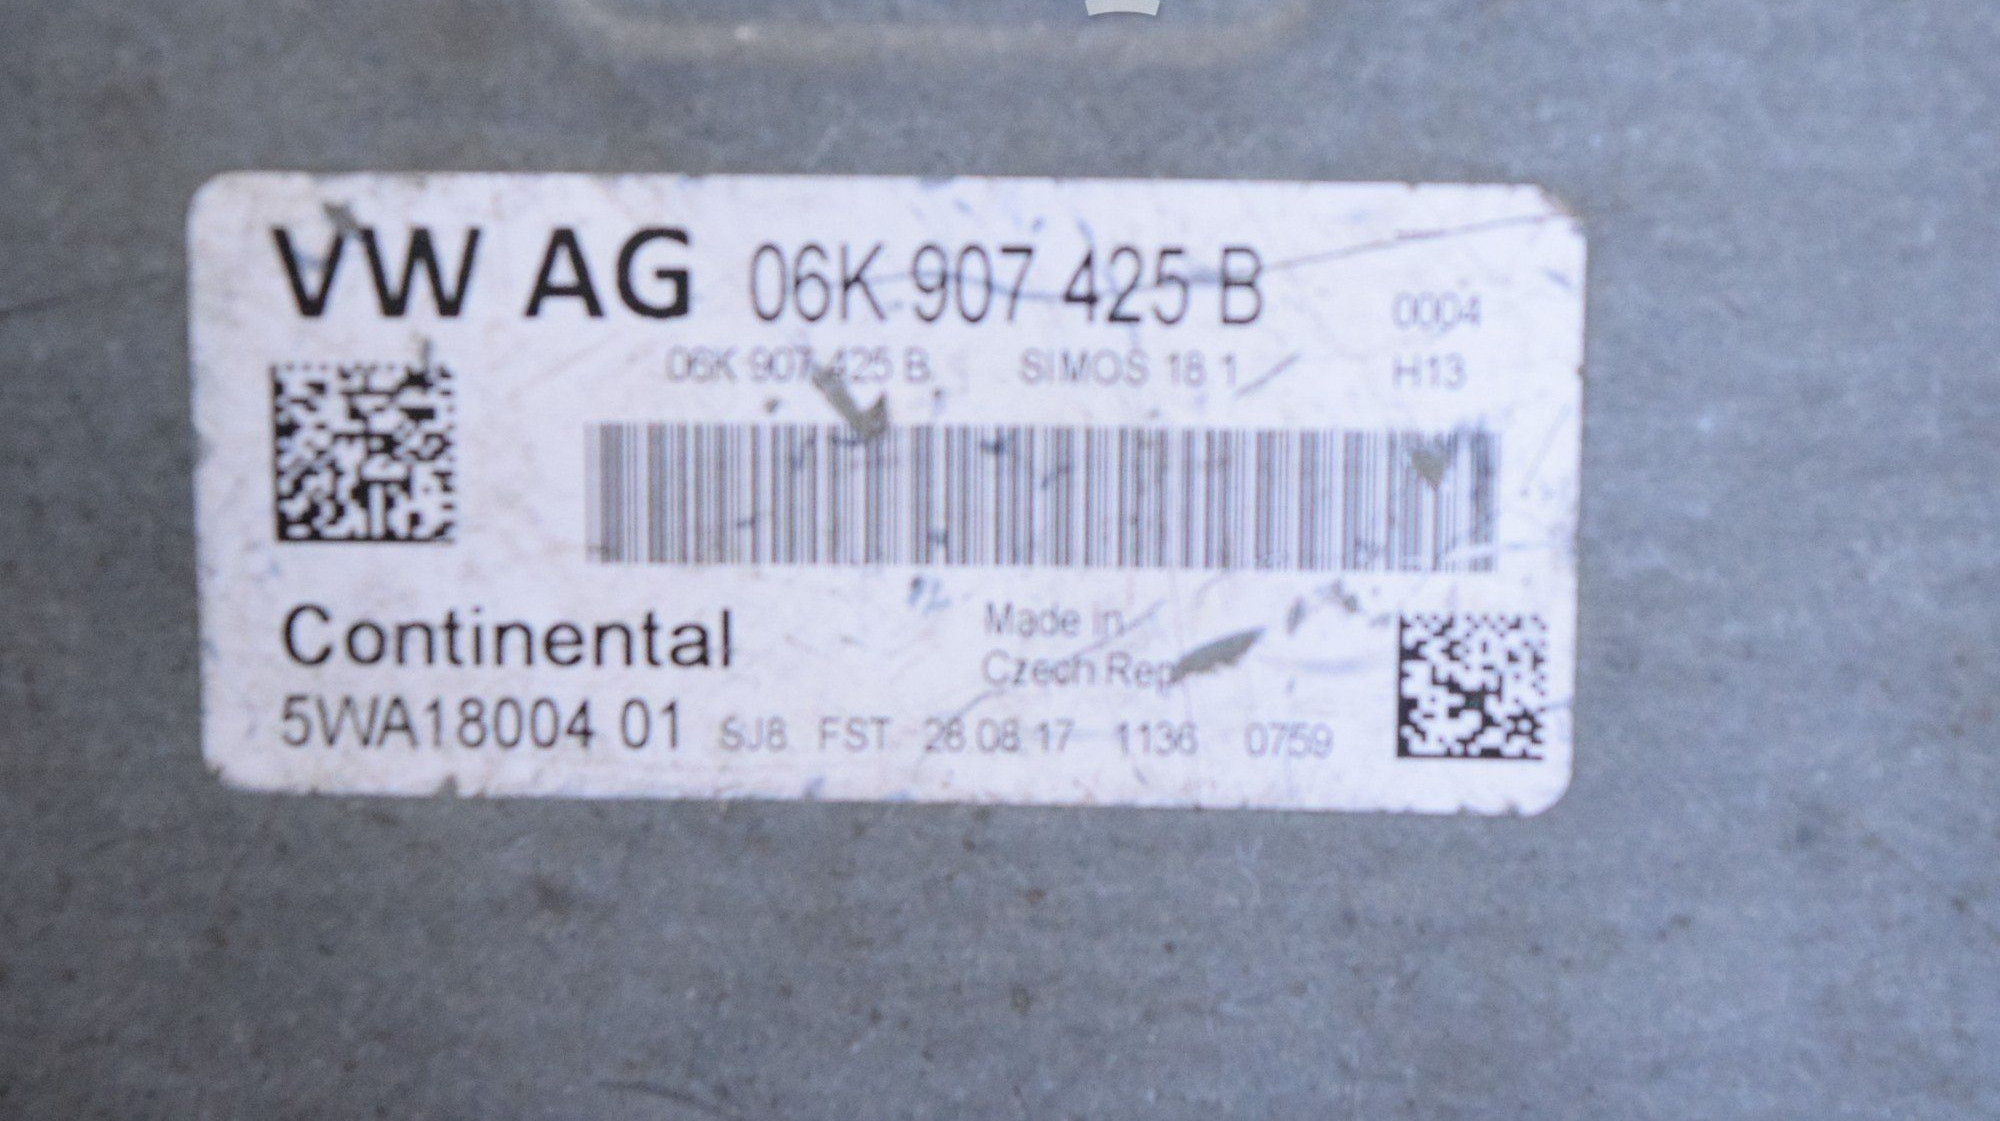 VW AG 06K 907 425 B
0004
06K 907 425 B SIMOS 18 1 H13
Continental
Made in
Czech Rep
5WA18004 01 SJ8 FST 28.08.17 1136 0759